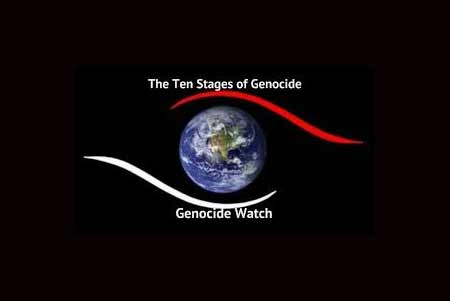 The Ten Stages of Genocide
Genocide Watch